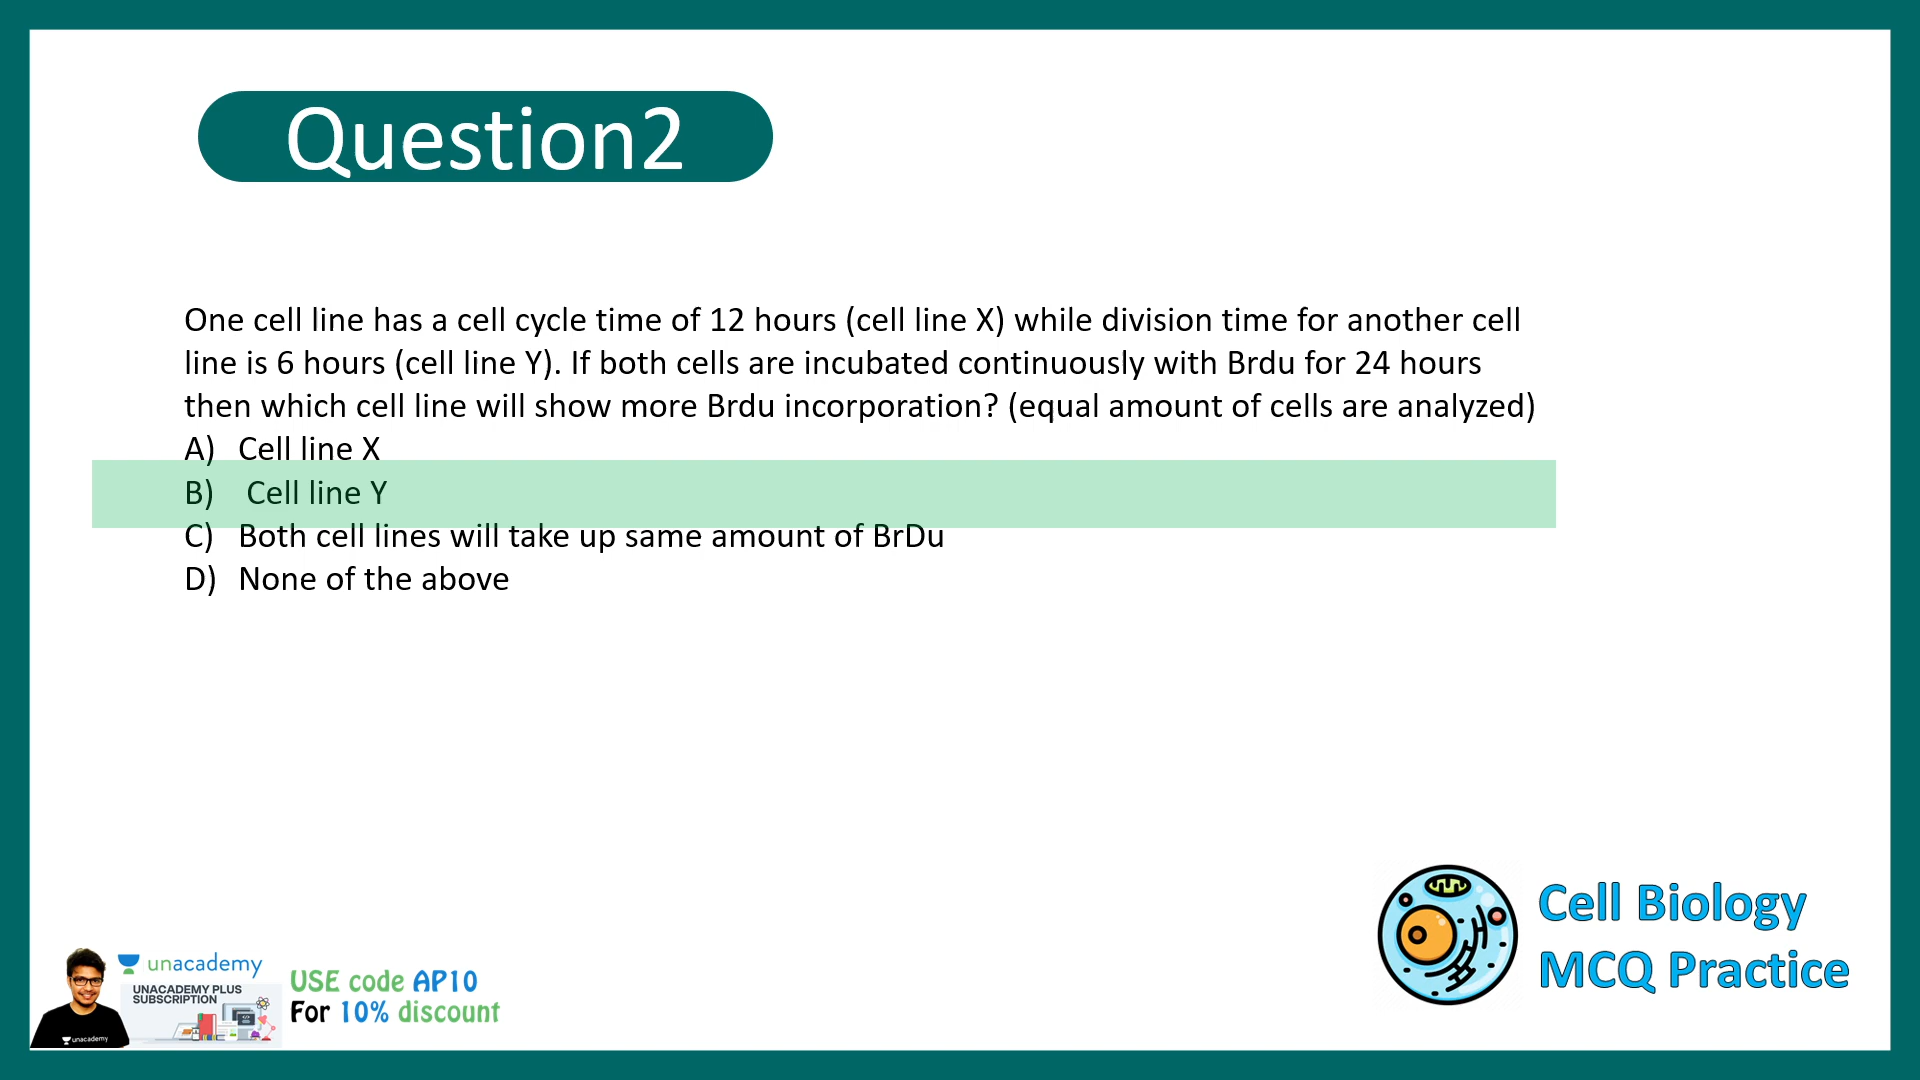 Question2
One cell line has a cell cycle time of 12 hours (cell line X) while division time for another cell
line is 6 hours (cell line Y). If both cells are incubated continuously with Brdu for 24 hours
then which cell line will show more Brdu incorporation? (equal amount of cells are analyzed)
A) Cell line X
B) Cell line Y
C) Both cell lines will take up same amount of BrDu
D) None of the above
Cell Biology
MCQ Practice
unacademy
UNACADEMY PLUS
SUBSCRIPTION
unacademy
USE code AP10
For 10% discount